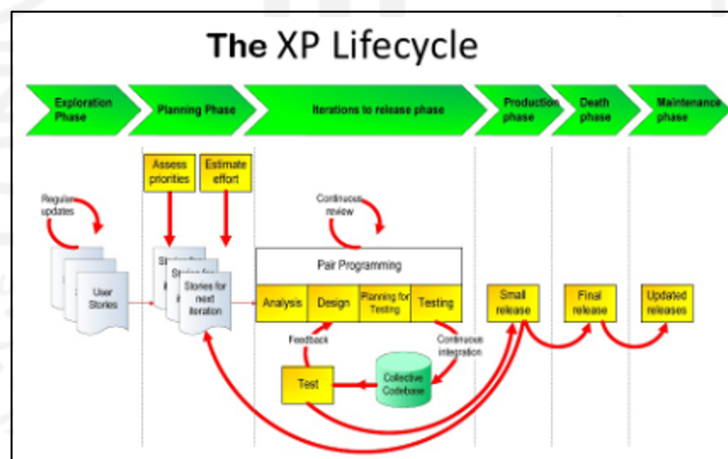 The XP Lifecycle
Exploration
Phase
Planning Phase
Iterations to release phase
Production
phase
Death
phase
Maintenance
phase
Assess
priorities
Estimate
effort
Regular
updates
Continuous
review
User
Stories
Stories for
next
iteration
Pair Programming
Analysis
Design
Planning for
Testing
Testing
Small
release
Final
release
Updated
releases
Feedback
Continuous
integration
Test
Collective
Codebase